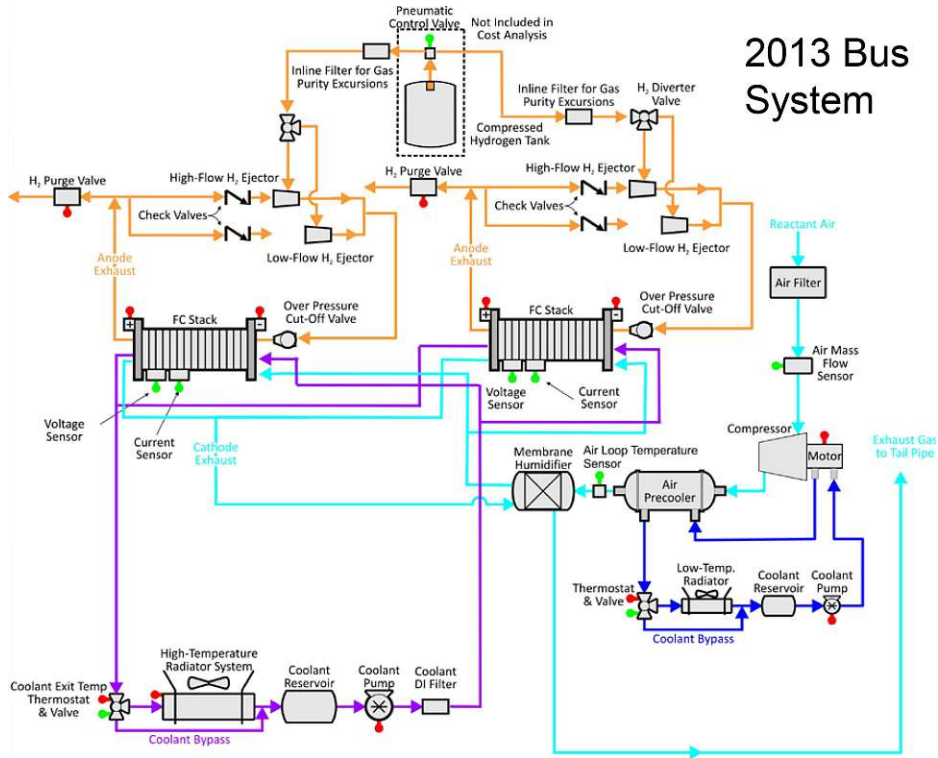 2013 Bus
System
Pneumatic
Control Valve
Not Included in
Cost Analysis
Inline Filter for Gas
Purity Excursions
Compressed
Hydrogen Tank
Inline Filter for Gas
Purity Excursions
H₂ Diverter
Valve
H₂ Purge Valve
High-Flow H₂ Ejector
Check Valves
Low-Flow H₂ Ejector
Anode
Exhaust
H₂ Purge Valve
High-Flow H₂ Ejector
Check Valves
Low-Flow H₂ Ejector
Anode
Exhaust
Reactant Air
Air Filter
Air Mass
Flow
Sensor
FC Stack
+
-
Over Pressure
Cut-Off Valve
FC Stack
+
-
Over Pressure
Cut-Off Valve
Voltage
Sensor
Current
Sensor
Cathode
Exhaust
Voltage
Sensor
Current
Sensor
Compressor
Motor
Exhaust Gas
to Tail Pipe
Membrane
Humidifier
Air Loop Temperature
Sensor
Air
Precooler
Thermostat
& Valve
Low-Temp.
Radiator
Coolant
Reservoir
Coolant
Pump
Coolant Bypass
Coolant Exit Temp
Thermostat
& Valve
High-Temperature
Radiator System
Coolant
Reservoir
Coolant
Pump
Coolant
DI Filter
Coolant Bypass